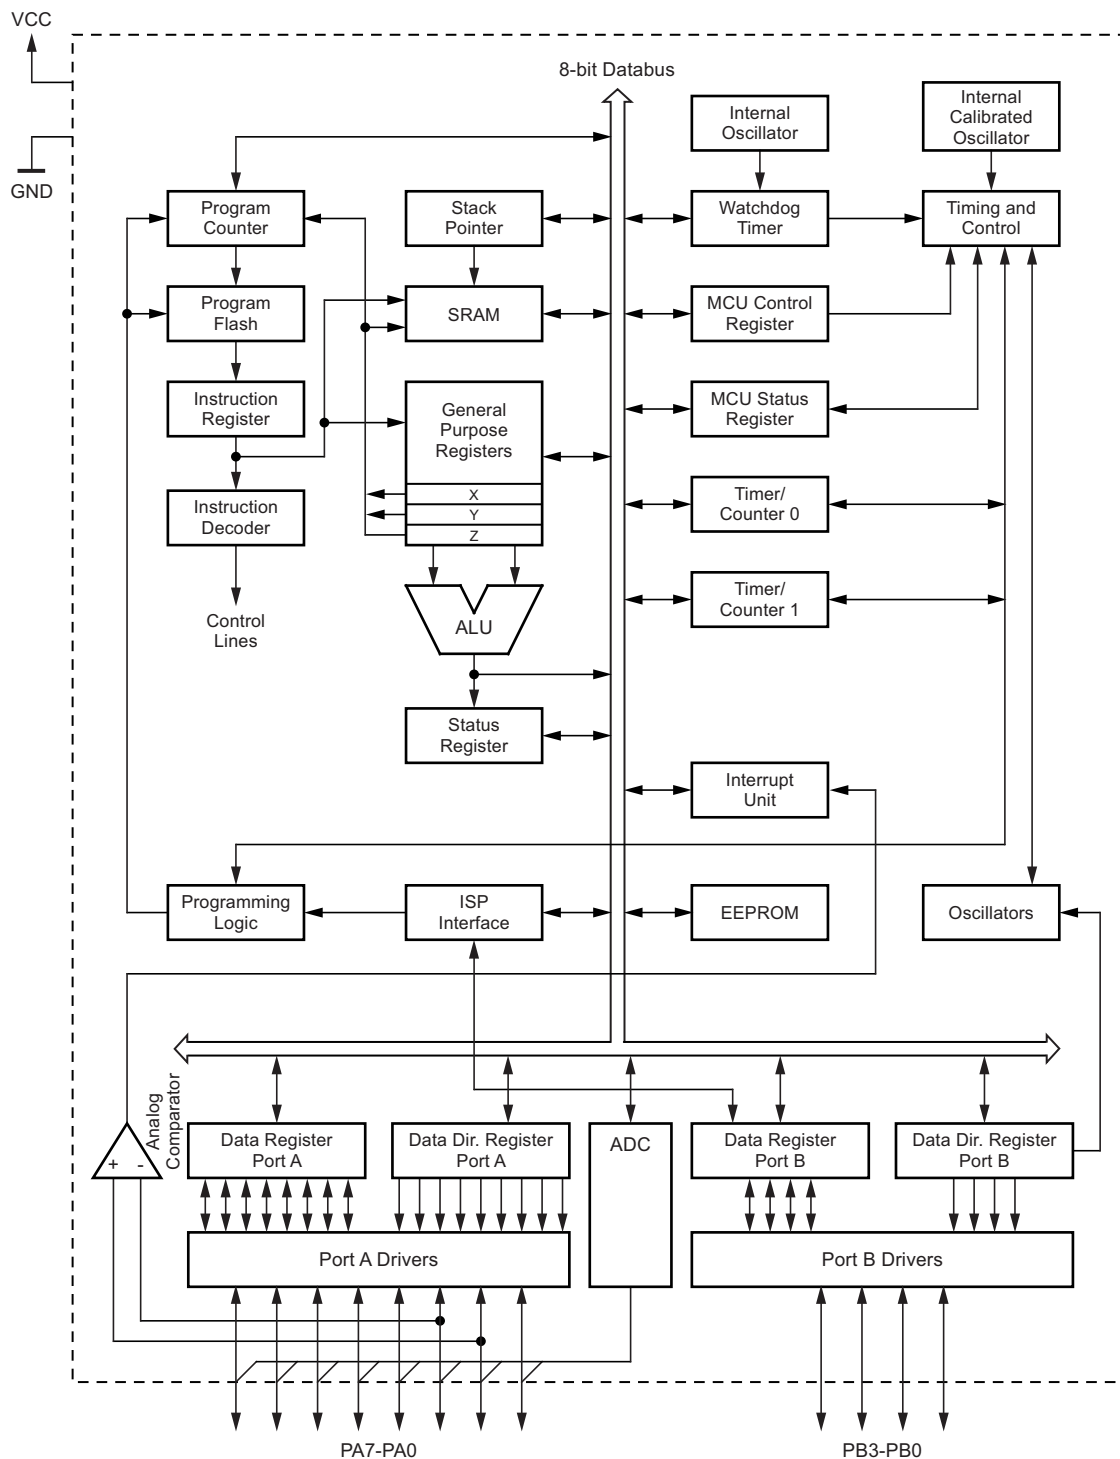 VCC
GND
8-bit Databus
Internal
Oscillator
Internal
Calibrated
Oscillator
Program
Counter
Stack
Pointer
Watchdog
Timer
Timing and
Control
Program
Flash
SRAM
MCU Control
Register
Instruction
Register
General
Purpose
Registers
X
Y
Z
MCU Status
Register
Instruction
Decoder
Timer/
Counter 0
Control
Lines
ALU
Timer/
Counter 1
Status
Register
Interrupt
Unit
Programming
Logic
ISP
Interface
EEPROM
Oscillators
Analog
Comparator
+
-
Data Register
Port A
Data Dir. Register
Port A
ADC
Data Register
Port B
Data Dir. Register
Port B
Port A Drivers
Port B Drivers
PA7-PA0
PB3-PB0